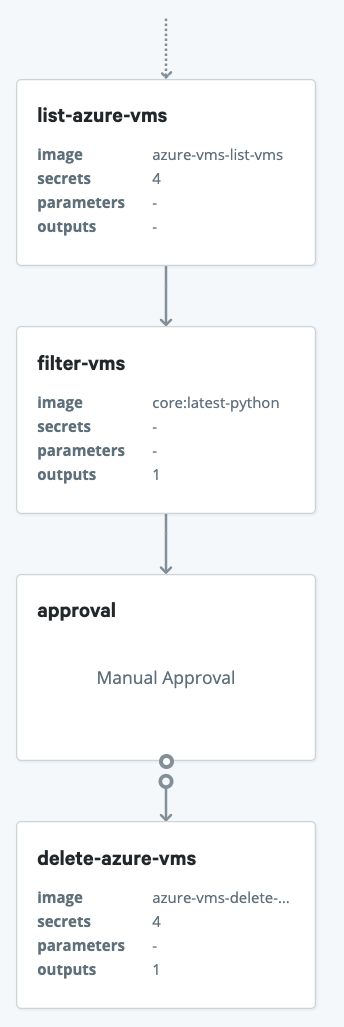 list-azure-vms
image azure-vms-list-vms
secrets 4
parameters -
outputs -
filter-vms
image core:latest-python
secrets -
parameters -
outputs 1
approval
Manual Approval
delete-azure-vms
image azure-vms-delete-...
secrets 4
parameters -
outputs 1